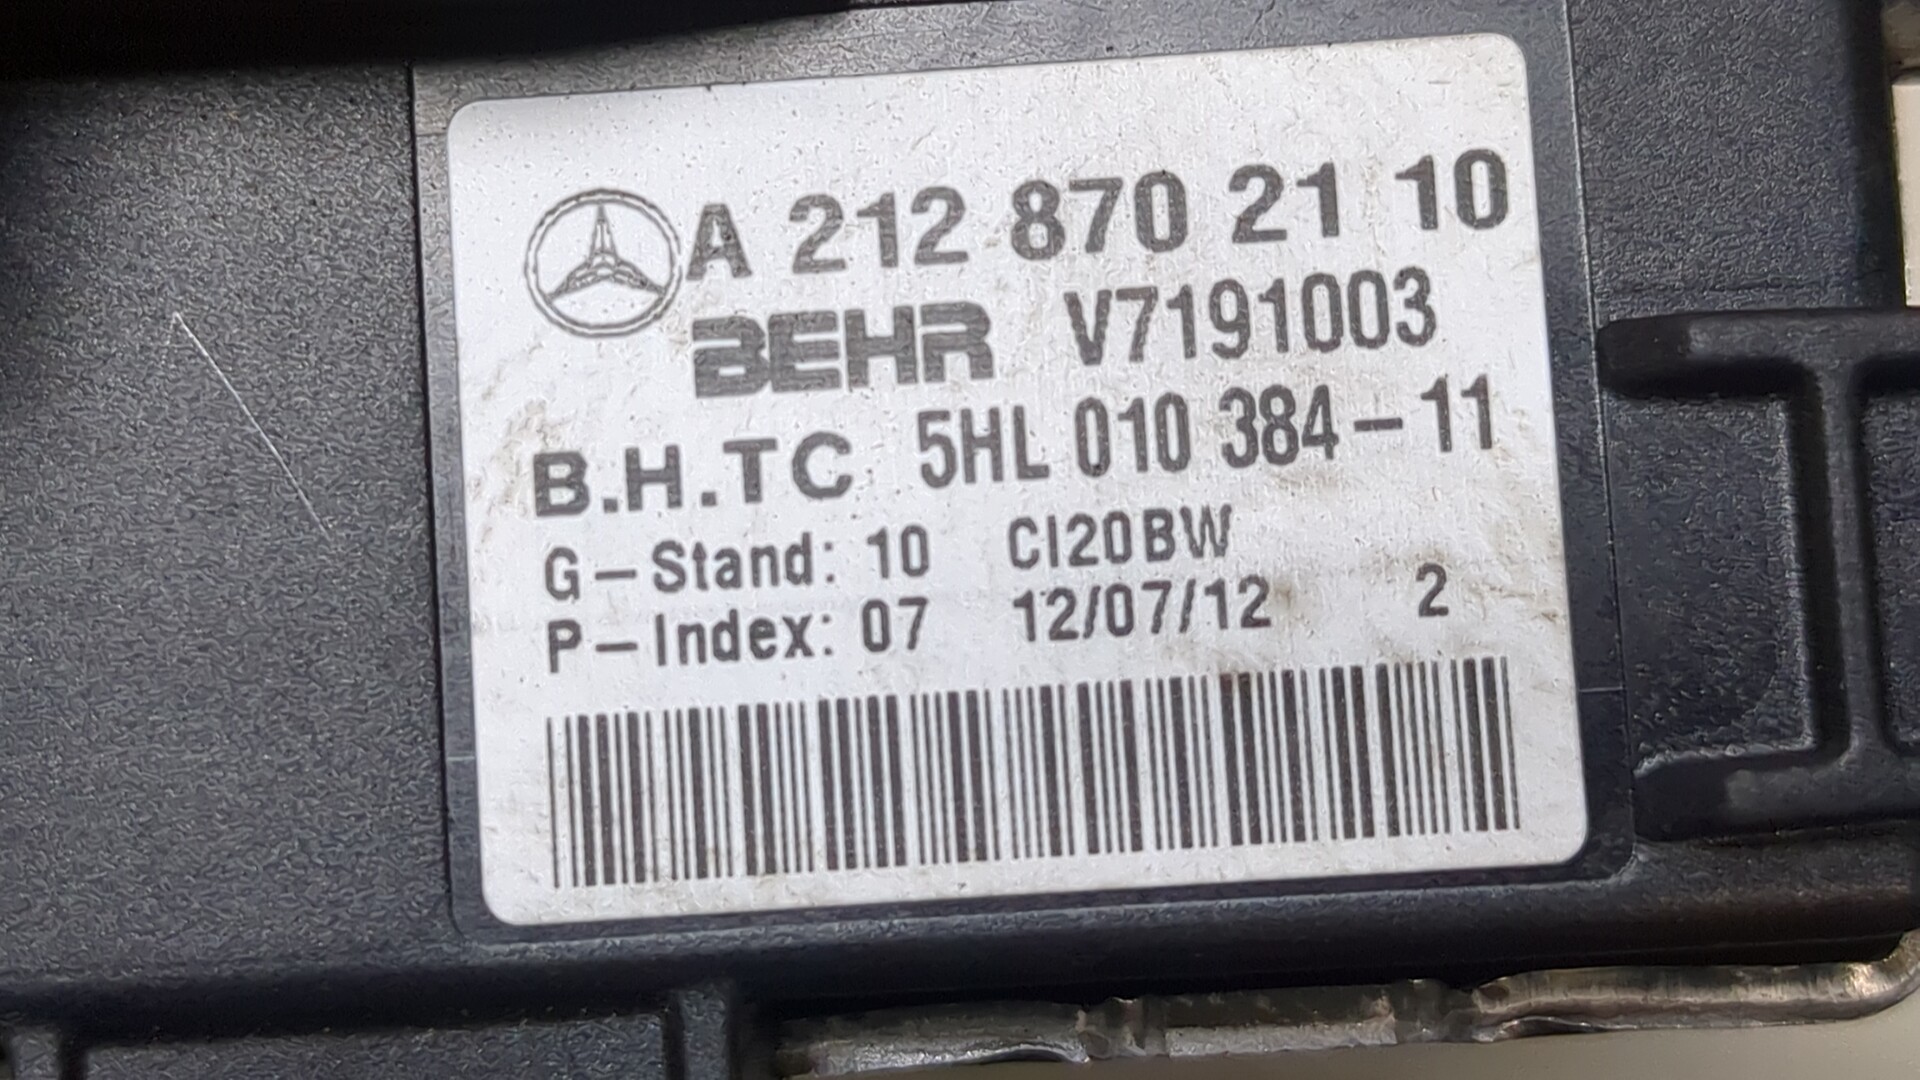 A 212 870 21 10
BEHR V7191003
B.H.TC 5HL 010 384-11
G-Stand: 10 CI20BW
P-Index: 07 12/07/12 2